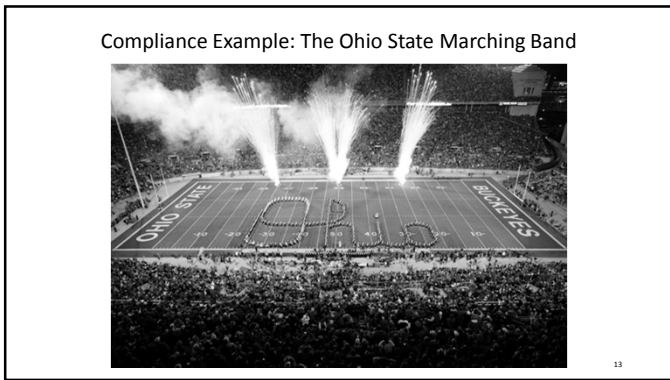 Compliance Example: The Ohio State Marching Band
OHIO STATE
BUCKEYES
Ohio
13